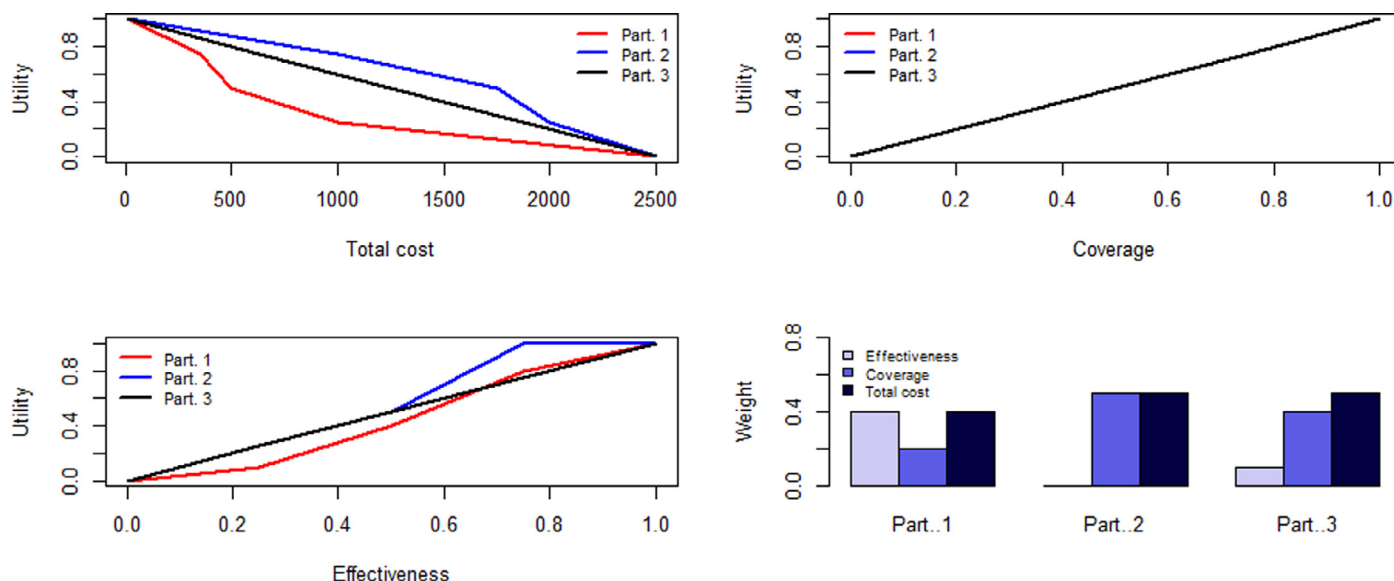 Utility
0.0 0.4 0.8
Part. 1
Part. 2
Part. 3
0 500 1000 1500 2000 2500
Total cost
Utility
0.0 0.4 0.8
Part. 1
Part. 2
Part. 3
0.0 0.2 0.4 0.6 0.8 1.0
Coverage
Utility
0.0 0.4 0.8
Part. 1
Part. 2
Part. 3
0.0 0.2 0.4 0.6 0.8 1.0
Effectiveness
Weight
0.0 0.4 0.8
Effectiveness
Coverage
Total cost
Part..1 Part..2 Part..3